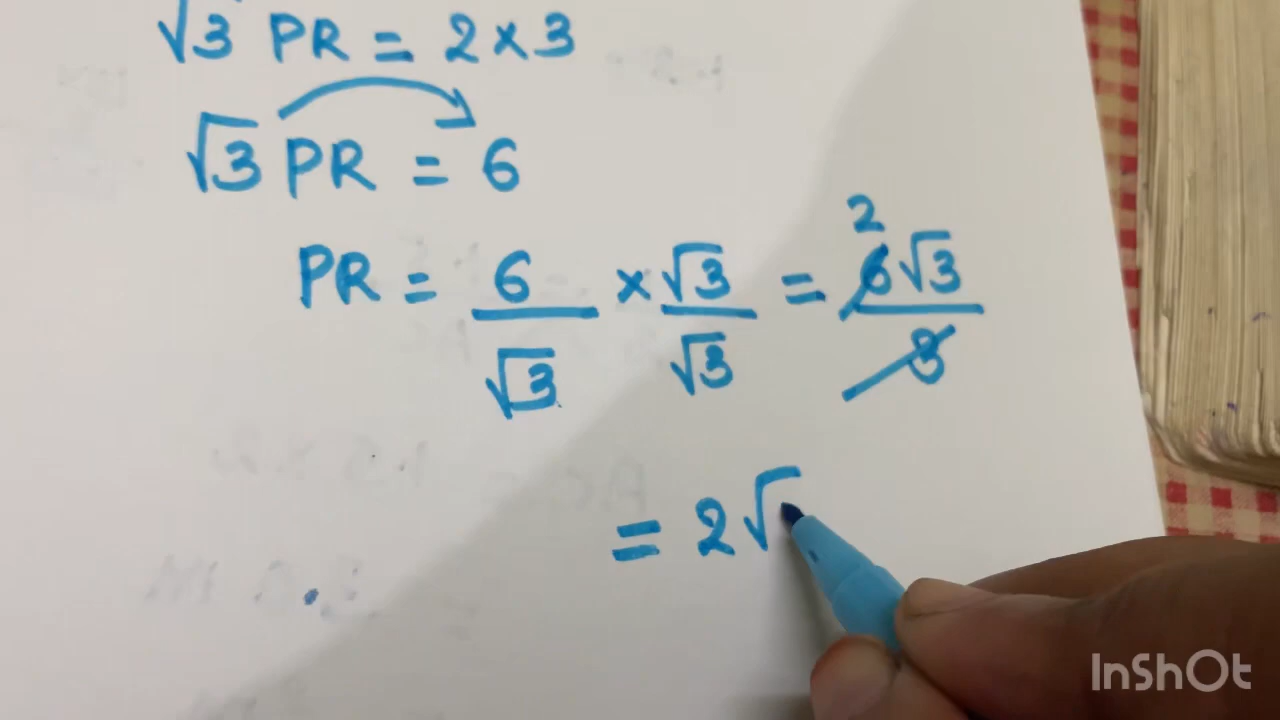 √3 PR = 2 × 3
√3 PR = 6
PR = 6/√3 × √3/√3 = 6√3/3
2
= 2√
InShOt